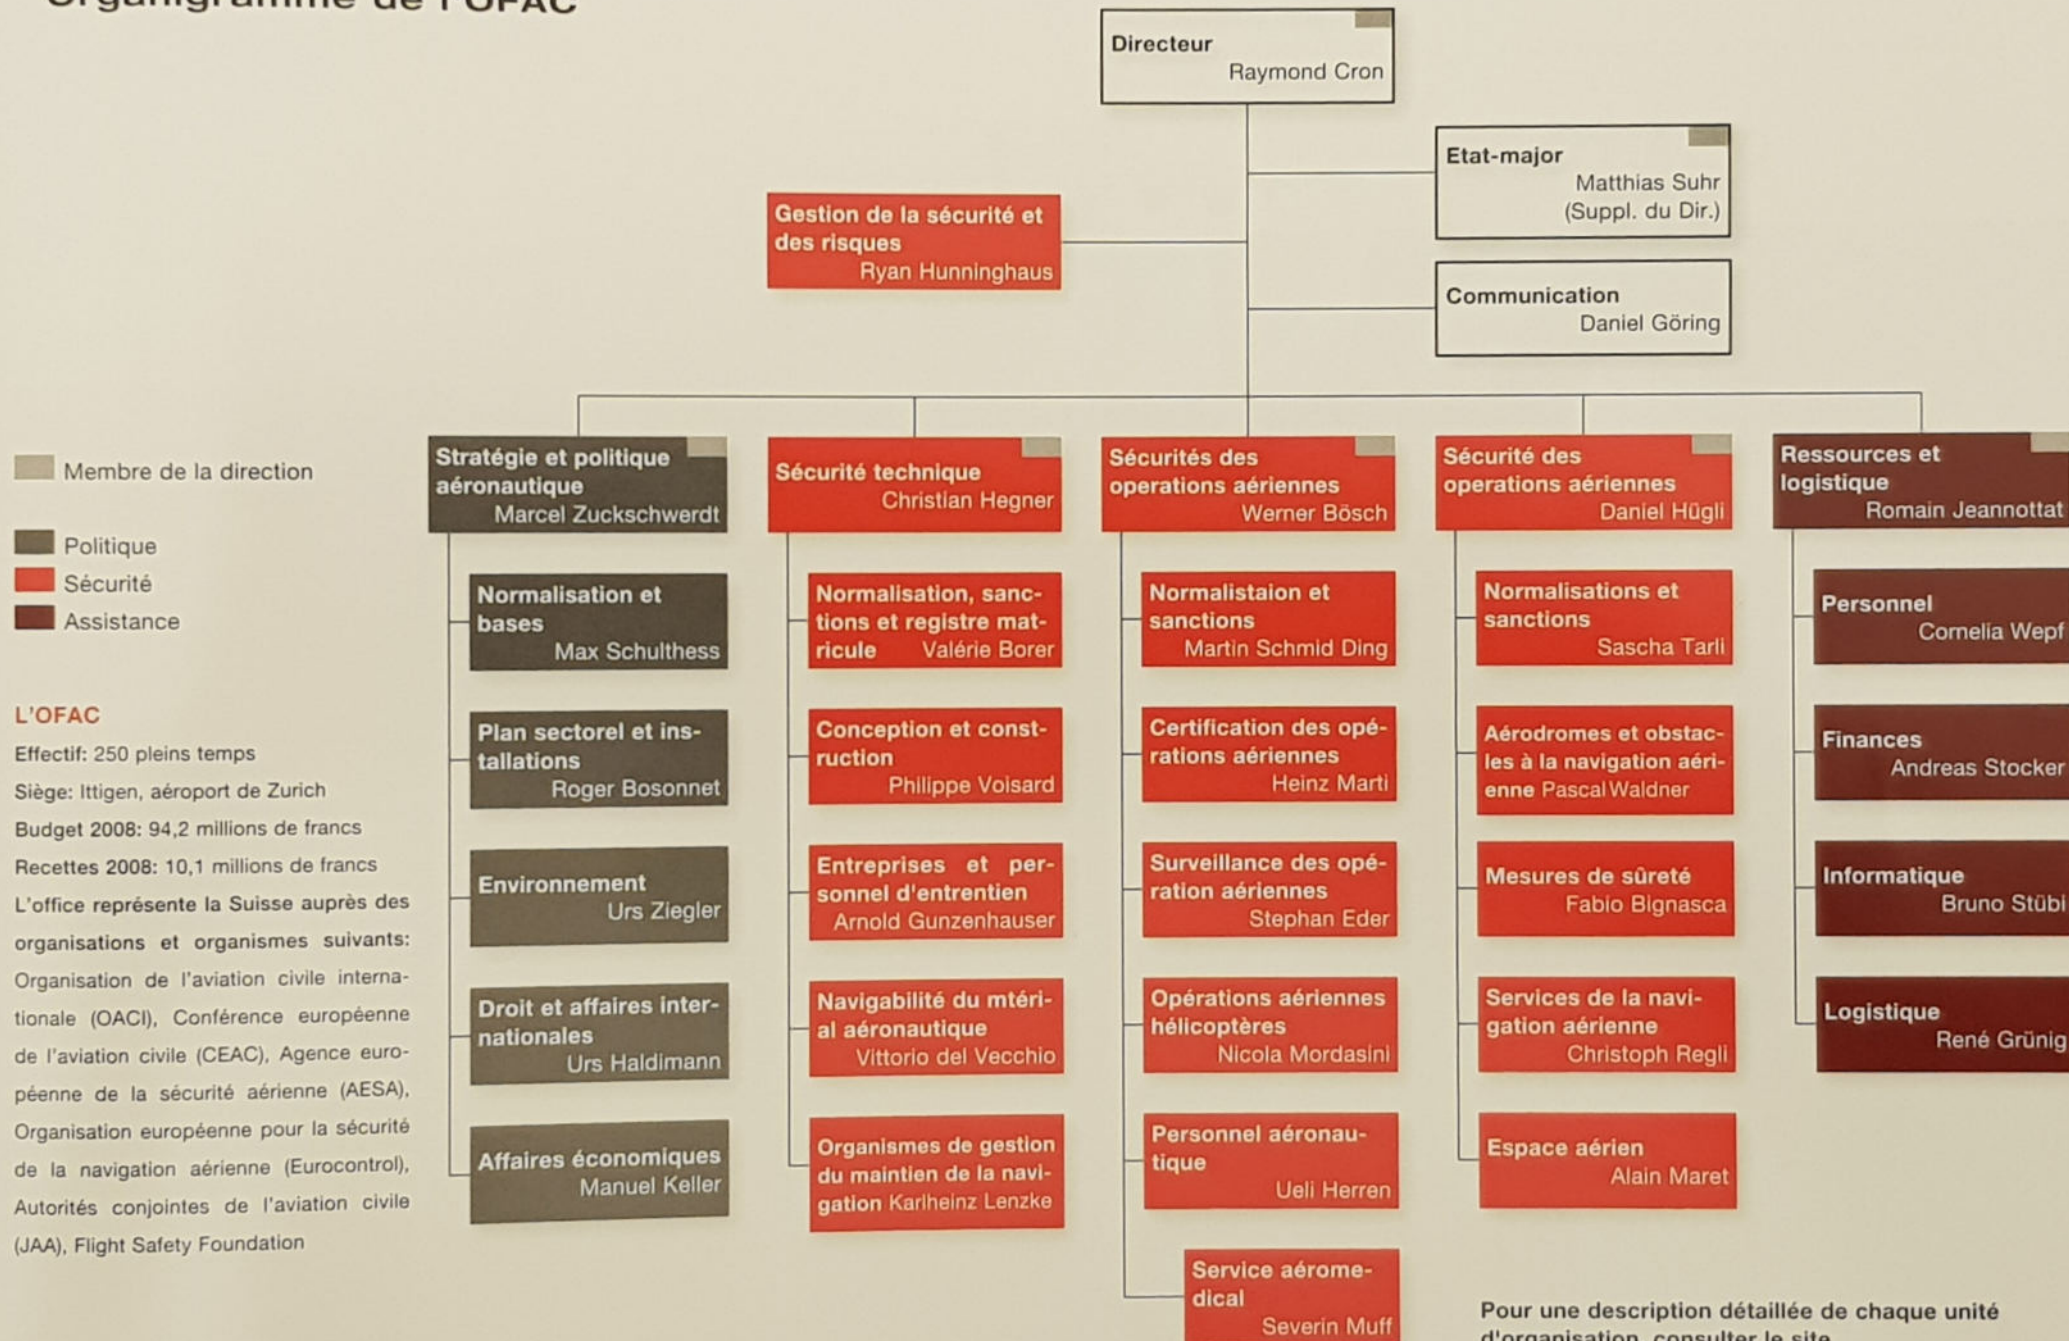 Organigramme de l'OFAC
Directeur
Raymond Cron
Etat-major
Matthias Suhr
(Suppl. du Dir.)
Gestion de la sécurité et
des risques
Ryan Hunninghaus
Communication
Daniel Göring
Membre de la direction
Politique
Sécurité
Assistance
L'OFAC
Effectif: 250 pleins temps
Siège: Ittigen, aéroport de Zurich
Budget 2008: 94,2 millions de francs
Recettes 2008: 10,1 millions de francs
L'office représente la Suisse auprès des
organisations et organismes suivants:
Organisation de l'aviation civile interna-
tionale (OACI), Conférence européenne
de l'aviation civile (CEAC), Agence euro-
péenne de la sécurité aérienne (AESA),
Organisation européenne pour la sécurité
de la navigation aérienne (Eurocontrol),
Autorités conjointes de l'aviation civile
(JAA), Flight Safety Foundation
Stratégie et politique
aéronautique
Marcel Zuckschwerdt
Normalisation et
bases
Max Schulthess
Plan sectorel et ins-
tallations
Roger Bosonnet
Environnement
Urs Ziegler
Droit et affaires inter-
nationales
Urs Haldimann
Affaires économiques
Manuel Keller
Sécurité technique
Christian Hegner
Normalisation, sanc-
tions et registre mat-
ricule Valérie Borer
Conception et const-
ruction
Philippe Voisard
Entreprises et per-
sonnel d'entretien
Arnold Gunzenhauser
Navigabilité du mtéri-
al aéronautique
Vittorio del Vecchio
Organismes de gestion
du maintien de la navi-
gation Karlheinz Lenzke
Sécurités des
operations aériennes
Werner Bösch
Normalistaion et
sanctions
Martin Schmid Ding
Certification des opé-
rations aériennes
Heinz Marti
Surveillance des opé-
ration aériennes
Stephan Eder
Opérations aériennes
hélicoptères
Nicola Mordasini
Personnel aéronau-
tique
Ueli Herren
Service aérome-
dical
Severin Muff
Sécurité des
operations aériennes
Daniel Hügli
Normalisations et
sanctions
Sascha Tarli
Aérodromes et obstac-
les à la navigation aéri-
enne Pascal Waldner
Mesures de sûreté
Fabio Bignasca
Services de la navi-
gation aérienne
Christoph Regli
Espace aérien
Alain Maret
Ressources et
logistique
Romain Jeannottat
Personnel
Cornelia Wepf
Finances
Andreas Stocker
Informatique
Bruno Stübi
Logistique
René Grünig
Pour une description détaillée de chaque unité
d'organisation, consulter le site